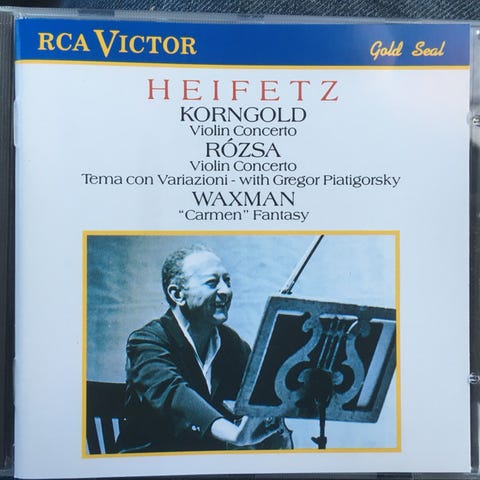 RCA VICTOR Gold Seal
HEIFETZ
KORNGOLD
Violin Concerto
RÓZSA
Violin Concerto
Tema con Variazioni - with Gregor Piatigorsky
WAXMAN
“Carmen” Fantasy